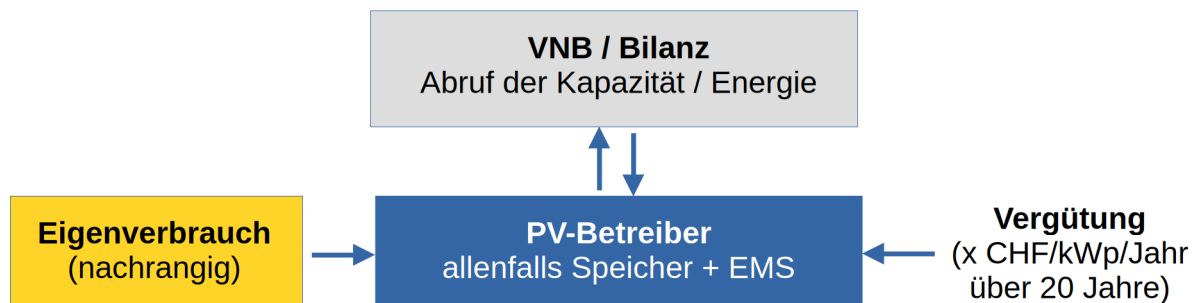 VNB / Bilanz
Abruf der Kapazität / Energie
Eigenverbrauch
(nachrangig)
PV-Betreiber
allenfalls Speicher + EMS
Vergütung
(x CHF/kWp/Jahr
über 20 Jahre)